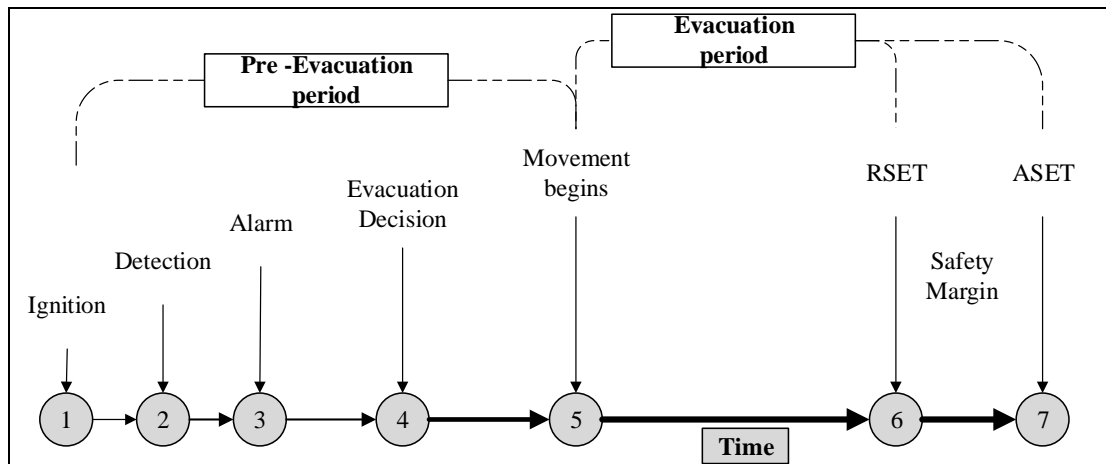 Evacuation
period
Pre -Evacuation
period
Movement
begins
RSET
ASET
Evacuation
Decision
Alarm
Detection
Safety
Margin
Ignition
1
2
3
4
5
6
7
Time